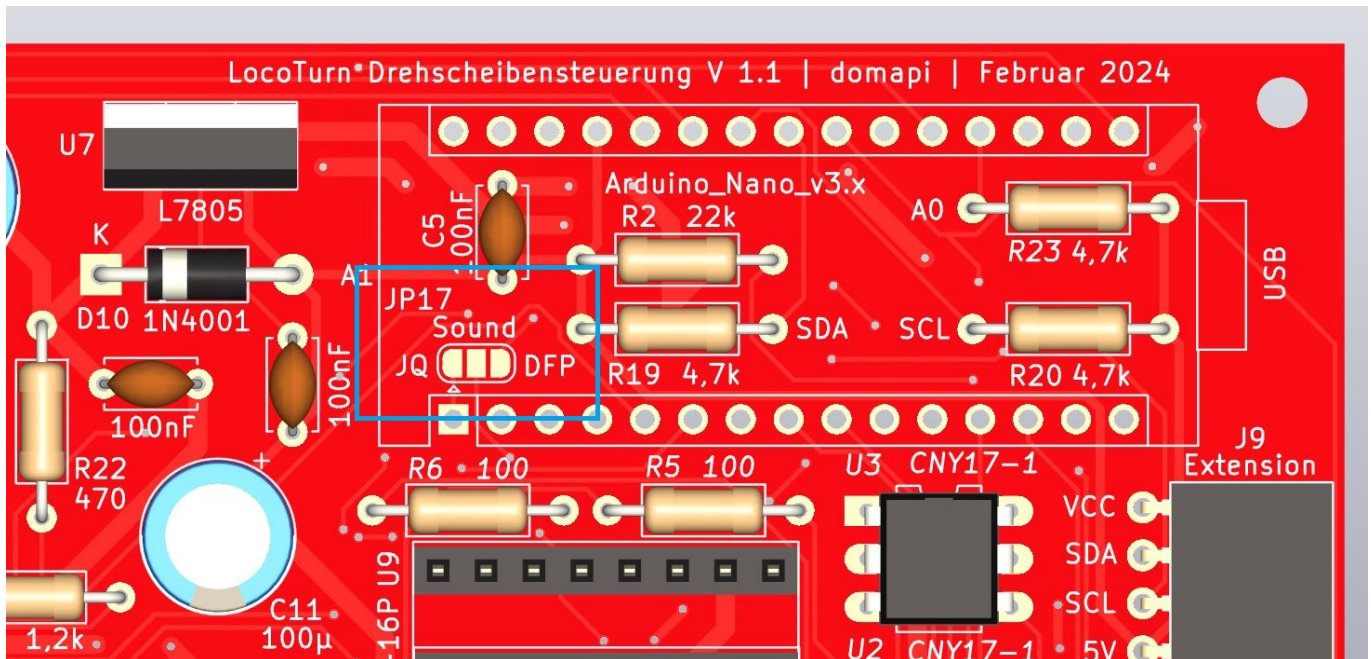 LocoTurn Drehscheibensteuerung V 1.1 | domapi | Februar 2024
U7
L7805
K
D10 1N4001
100nF
100nF
R22
470
1,2k
C11
100µ
+
A1
JP17
Sound
JQ
DFP
C5
100nF
Arduino_Nano_v3.x
R2 22k
R19 4,7k
SDA
SCL
A0
R23 4,7k
R20 4,7k
USB
R6 100
R5 100
-16P U9
U3 CNY17-1
U2 CNY17-1
J9
Extension
VCC
SDA
SCL
5V